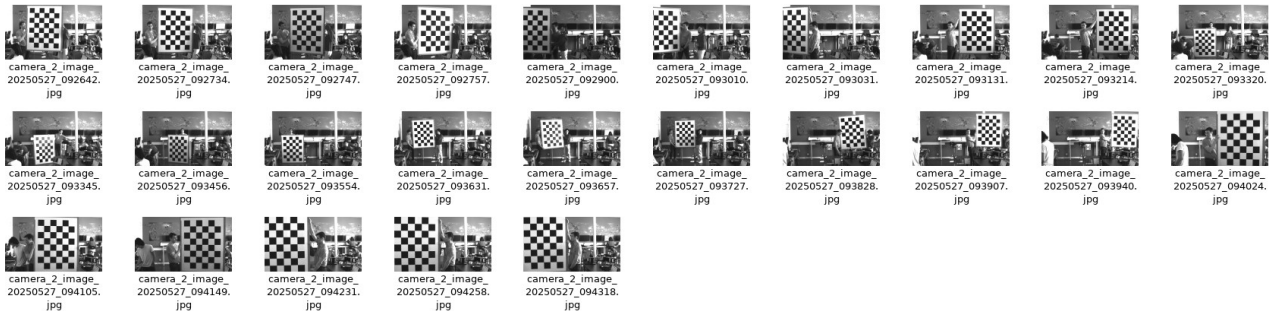 camera_2_image_
20250527_092642.
jpg
camera_2_image_
20250527_092734.
jpg
camera_2_image_
20250527_092747.
jpg
camera_2_image_
20250527_092757.
jpg
camera_2_image_
20250527_092900.
jpg
camera_2_image_
20250527_093010.
jpg
camera_2_image_
20250527_093031.
jpg
camera_2_image_
20250527_093131.
jpg
camera_2_image_
20250527_093214.
jpg
camera_2_image_
20250527_093320.
jpg
camera_2_image_
20250527_093345.
jpg
camera_2_image_
20250527_093456.
jpg
camera_2_image_
20250527_093554.
jpg
camera_2_image_
20250527_093631.
jpg
camera_2_image_
20250527_093657.
jpg
camera_2_image_
20250527_093727.
jpg
camera_2_image_
20250527_093828.
jpg
camera_2_image_
20250527_093907.
jpg
camera_2_image_
20250527_093940.
jpg
camera_2_image_
20250527_094024.
jpg
camera_2_image_
20250527_094105.
jpg
camera_2_image_
20250527_094149.
jpg
camera_2_image_
20250527_094231.
jpg
camera_2_image_
20250527_094258.
jpg
camera_2_image_
20250527_094318.
jpg